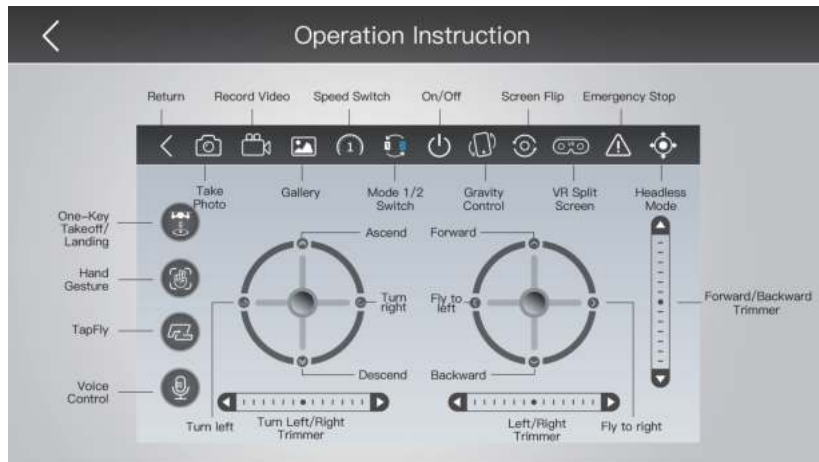 Operation Instruction
Return
Record Video
Speed Switch
On/Off
Screen Flip
Emergency Stop
1
Take
Photo
Gallery
Mode 1/2
Switch
Gravity
Control
VR Split
Screen
Headless
Mode
One-Key
Takeoff/
Landing
Hand
Gesture
TapFly
Voice
Control
Ascend
Turn
right
Descend
Turn left
Turn Left/Right
Trimmer
Forward
Fly to
left
Backward
Left/Right
Trimmer
Fly to right
Forward/Backward
Trimmer